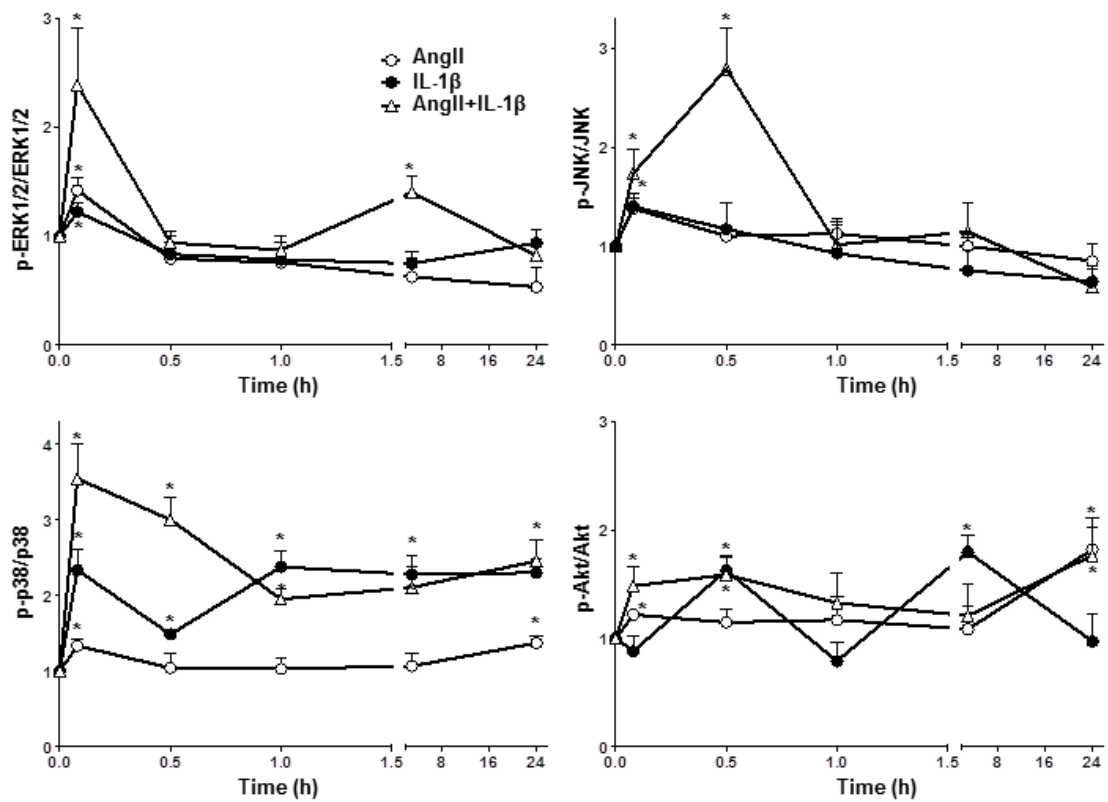 3
*
2
*
*
*
1
0
p-ERK1/2/ERK1/2
AngII
IL-1β
AngII+IL-1β
0.0 0.5 1.0 1.5 8 16 24
Time (h)
*
3
2
*
*
1
0
p-JNK/JNK
0.0 0.5 1.0 1.5 8 16 24
Time (h)
4
*
*
3
*
*
*
*
2
*
*
*
1
0
p-p38/p38
0.0 0.5 1.0 1.5 8 16 24
Time (h)
3
2
*
*
*
*
*
*
*
1
0
p-Akt/Akt
0.0 0.5 1.0 1.5 8 16 24
Time (h)